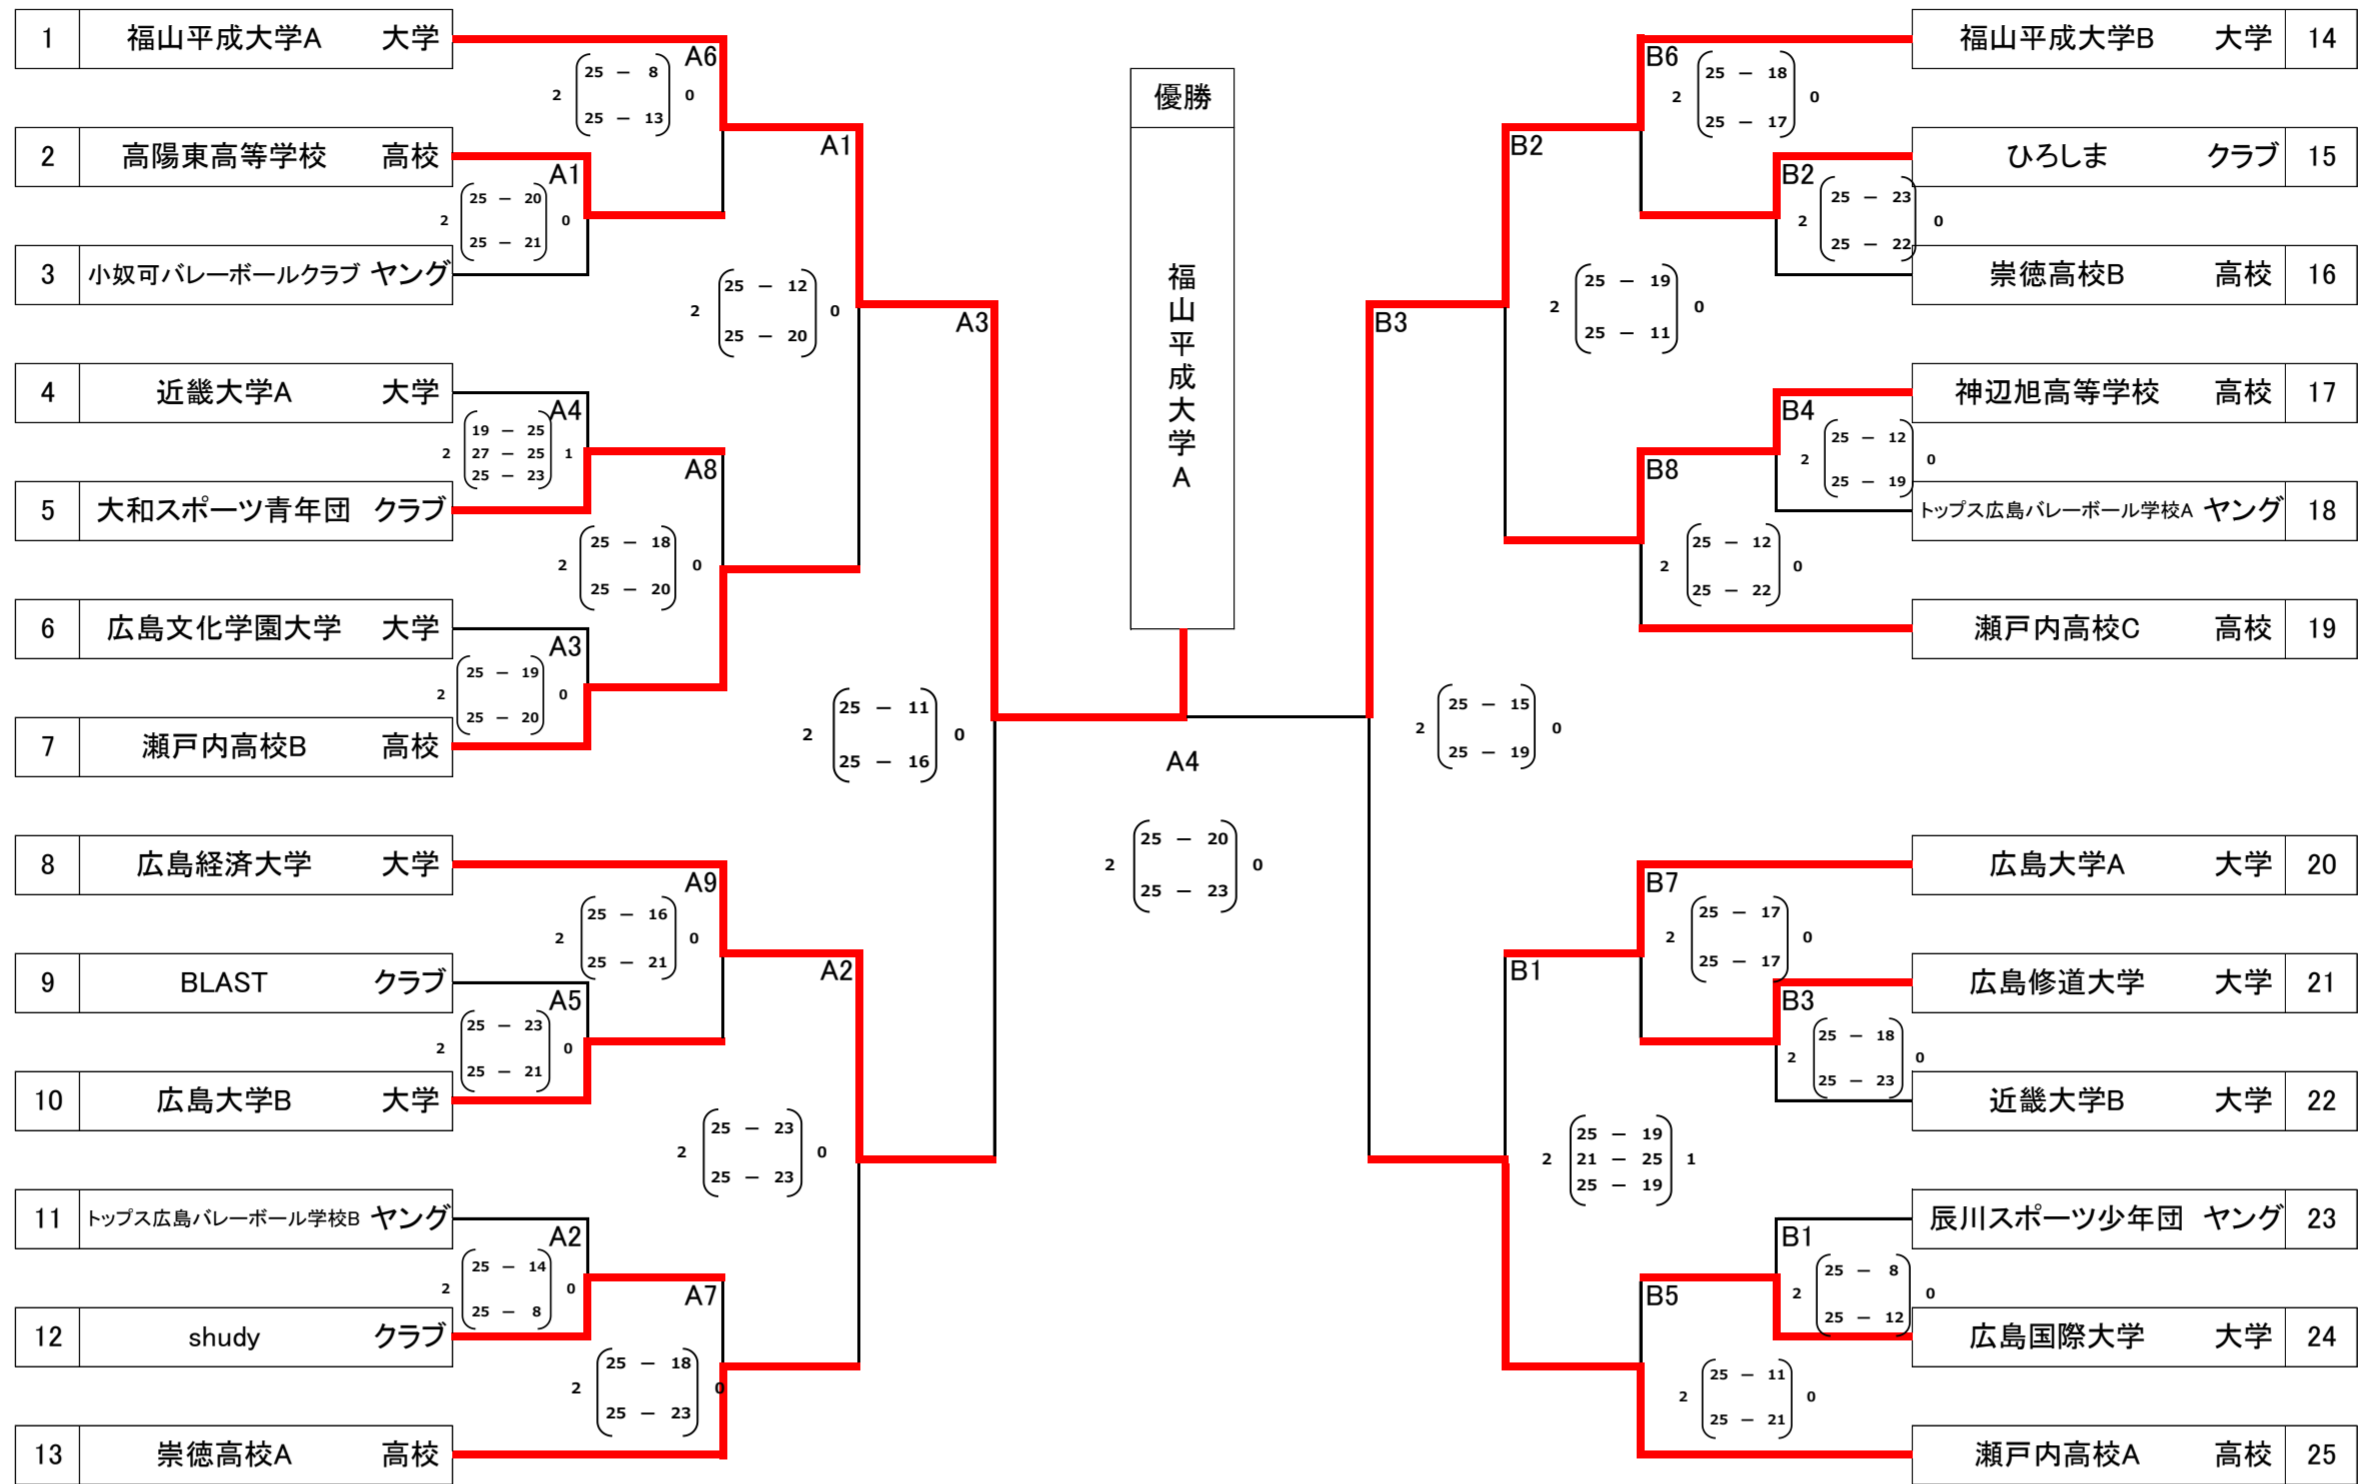 1 福山平成大学A 大学
A6
25 － 8
2 0
25 － 13
2 高陽東高等学校 高校
A1
25 － 20
2 0
25 － 21
3 小奴可バレーボールクラブ ヤング
A1
25 － 12
2 0
25 － 20
4 近畿大学A 大学
A4
19 － 25
2 27 － 25 1
25 － 23
5 大和スポーツ青年団 クラブ
A8
25 － 18
2 0
25 － 20
6 広島文化学園大学 大学
A3
25 － 19
2 0
25 － 20
7 瀬戸内高校B 高校
A3
25 － 11
2 0
25 － 16
8 広島経済大学 大学
A9
25 － 16
2 0
25 － 21
9 BLAST クラブ
A5
25 － 23
2 0
25 － 21
10 広島大学B 大学
A2
25 － 23
2 0
25 － 23
11 トップス広島バレーボール学校B ヤング
A2
25 － 14
2 0
25 － 8
12 shudy クラブ
A7
25 － 18
2 0
25 － 23
13 崇徳高校A 高校
優勝
福山平成大学A
A4
25 － 20
2 0
25 － 23
福山平成大学B 大学 14
B6
25 － 18
2 0
25 － 17
ひろしま クラブ 15
B2
25 － 23
2 0
25 － 22
崇徳高校B 高校 16
B2
25 － 19
2 0
25 － 11
神辺旭高等学校 高校 17
B4
25 － 12
2 0
25 － 19
トップス広島バレーボール学校A ヤング 18
B8
25 － 12
2 0
25 － 22
瀬戸内高校C 高校 19
B3
25 － 15
2 0
25 － 19
広島大学A 大学 20
B7
25 － 17
2 0
25 － 17
広島修道大学 大学 21
B3
25 － 18
2 0
25 － 23
近畿大学B 大学 22
B1
25 － 19
2 21 － 25 1
25 － 19
辰川スポーツ少年団 ヤング 23
B1
25 － 8
2 0
25 － 12
広島国際大学 大学 24
B5
25 － 11
2 0
25 － 21
瀬戸内高校A 高校 25